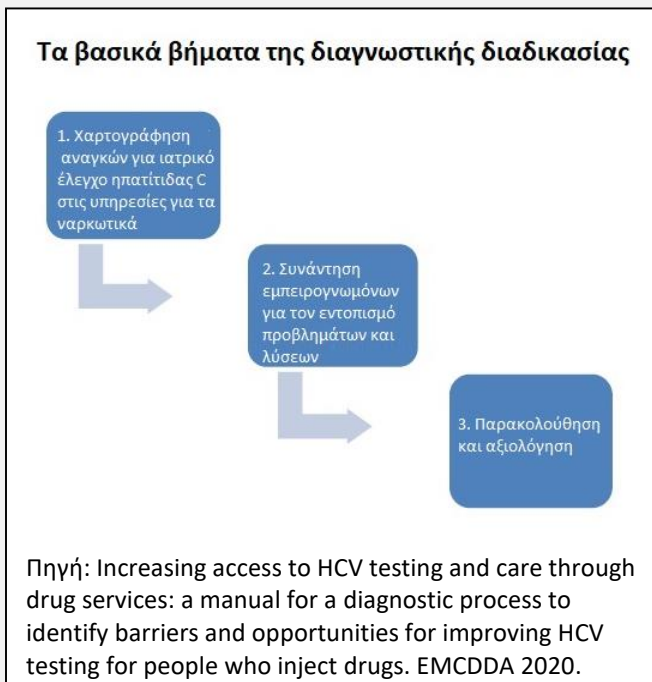 Τα βασικά βήματα της διαγνωστικής διαδικασίας
1. Χαρτογράφηση
αναγκών για ιατρικό
έλεγχο ηπατίτιδας C
στις υπηρεσίες για τα
ναρκωτικά
2. Συνάντηση
εμπειρογνωμόνων
για τον εντοπισμό
προβλημάτων και
λύσεων
3. Παρακολούθηση
και αξιολόγηση
Πηγή: Increasing access to HCV testing and care through
drug services: a manual for a diagnostic process to
identify barriers and opportunities for improving HCV
testing for people who inject drugs. EMCDDA 2020.